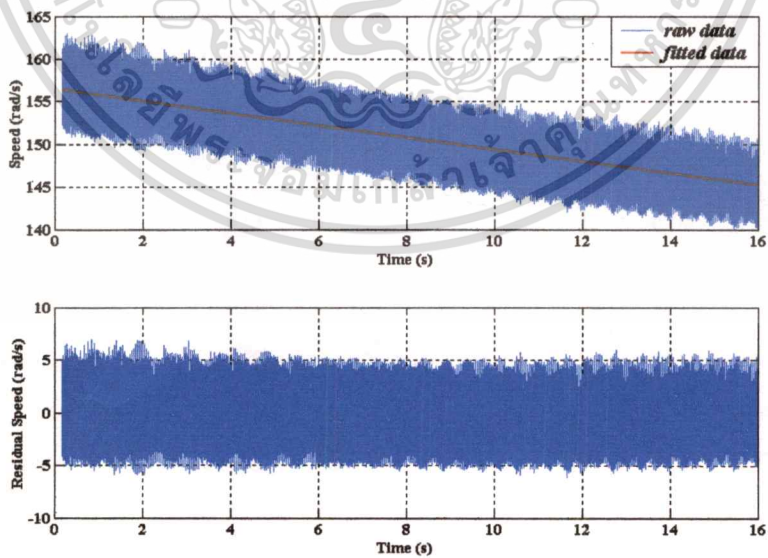 165
160
155
150
145
140
Speed (rad/s)
raw data
fitted data
0 2 4 6 8 10 12 14 16
Time (s)
10
5
0
-5
-10
Residual Speed (rad/s)
0 2 4 6 8 10 12 14 16
Time (s)